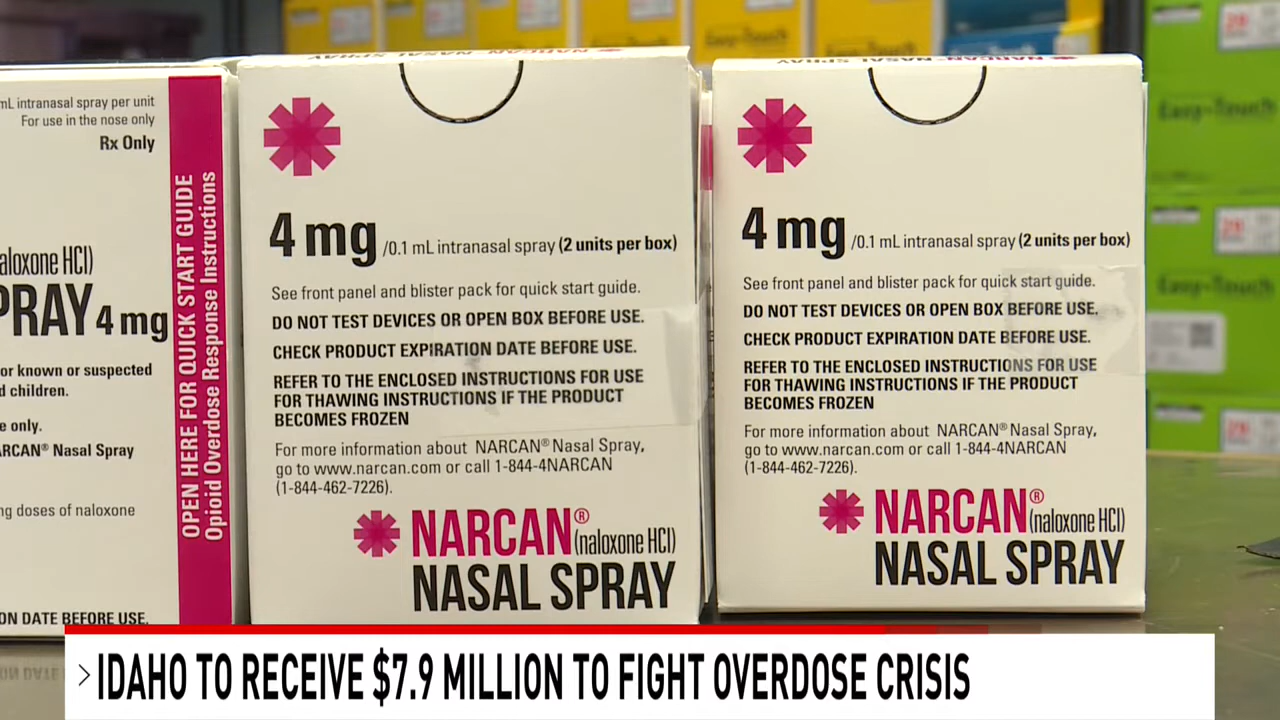 mL intranasal spray per unit
For use in the nose only
Rx Only
aloxone HCl)
PRAY 4 mg
or known or suspected
d children.
e only.
ARCAN® Nasal Spray
ng doses of naloxone
ON DATE BEFORE USE.
OPEN HERE FOR QUICK START GUIDE
Opioid Overdose Response Instructions
NARCAN
4 mg /0.1 mL intranasal spray (2 units per box)
See front panel and blister pack for quick start guide.
DO NOT TEST DEVICES OR OPEN BOX BEFORE USE.
CHECK PRODUCT EXPIRATION DATE BEFORE USE.
REFER TO THE ENCLOSED INSTRUCTIONS FOR USE
FOR THAWING INSTRUCTIONS IF THE PRODUCT
BECOMES FROZEN
For more information about NARCAN® Nasal Spray,
go to www.narcan.com or call 1-844-4NARCAN
(1-844-462-7226).
NARCAN® (naloxone HCl)
NASAL SPRAY
NASAL SPRAY
4 mg /0.1 mL intranasal spray (2 units per box)
See front panel and blister pack for quick start guide.
DO NOT TEST DEVICES OR OPEN BOX BEFORE USE.
CHECK PRODUCT EXPIRATION DATE BEFORE USE.
REFER TO THE ENCLOSED INSTRUCTIONS FOR USE
FOR THAWING INSTRUCTIONS IF THE PRODUCT
BECOMES FROZEN
For more information about NARCAN® Nasal Spray,
go to www.narcan.com or call 1-844-4NARCAN
(1-844-462-7226).
NARCAN® (naloxone HCl)
NASAL SPRAY
Easy-Touch
Easy-Touch
Easy-Touch
IDAHO TO RECEIVE $7.9 MILLION TO FIGHT OVERDOSE CRISIS